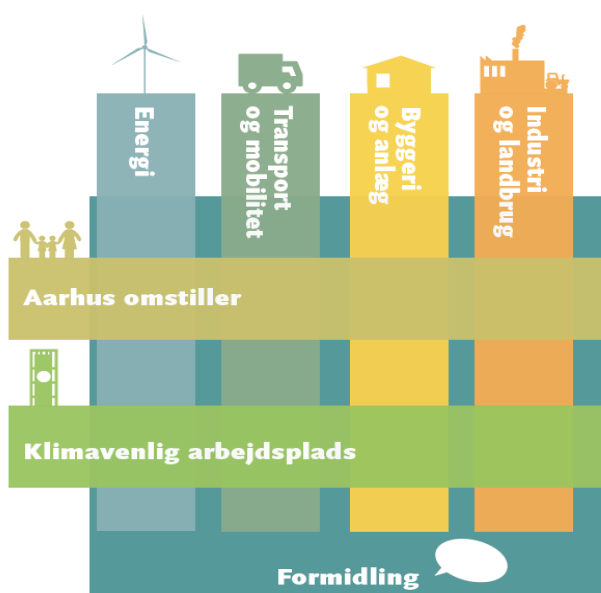 Energi
Transport
og mobilitet
Byggeri
og anlæg
Industri
og landbrug
Aarhus omstiller
Klimavenlig arbejdsplads
Formidling